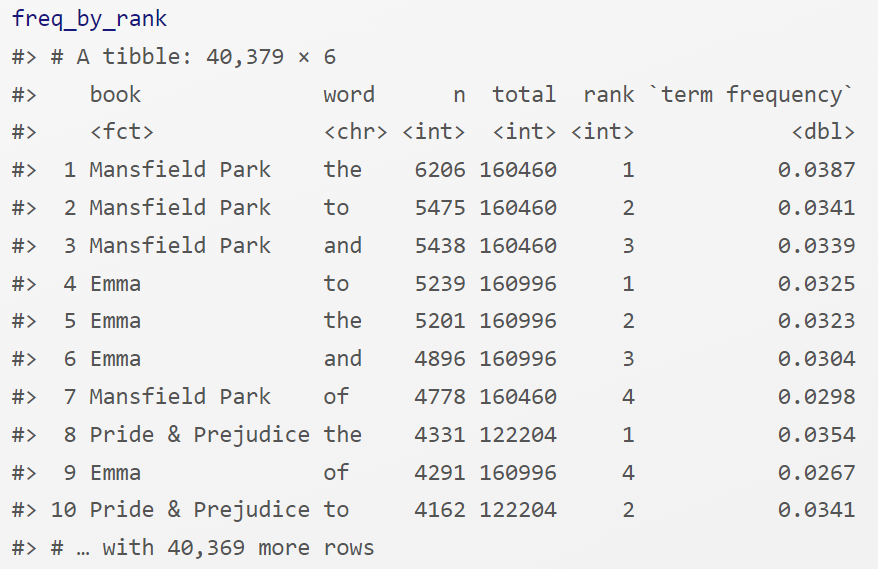 freq_by_rank
#> # A tibble: 40,379 × 6
#>    book              word      n  total  rank `term frequency`
#>    <fct>             <chr> <int>  <int> <int>            <dbl>
#>  1 Mansfield Park    the    6206 160460     1           0.0387
#>  2 Mansfield Park    to     5475 160460     2           0.0341
#>  3 Mansfield Park    and    5438 160460     3           0.0339
#>  4 Emma              to     5239 160996     1           0.0325
#>  5 Emma              the    5201 160996     2           0.0323
#>  6 Emma              and    4896 160996     3           0.0304
#>  7 Mansfield Park    of     4778 160460     4           0.0298
#>  8 Pride & Prejudice the    4331 122204     1           0.0354
#>  9 Emma              of     4291 160996     4           0.0267
#> 10 Pride & Prejudice to     4162 122204     2           0.0341
#> # … with 40,369 more rows